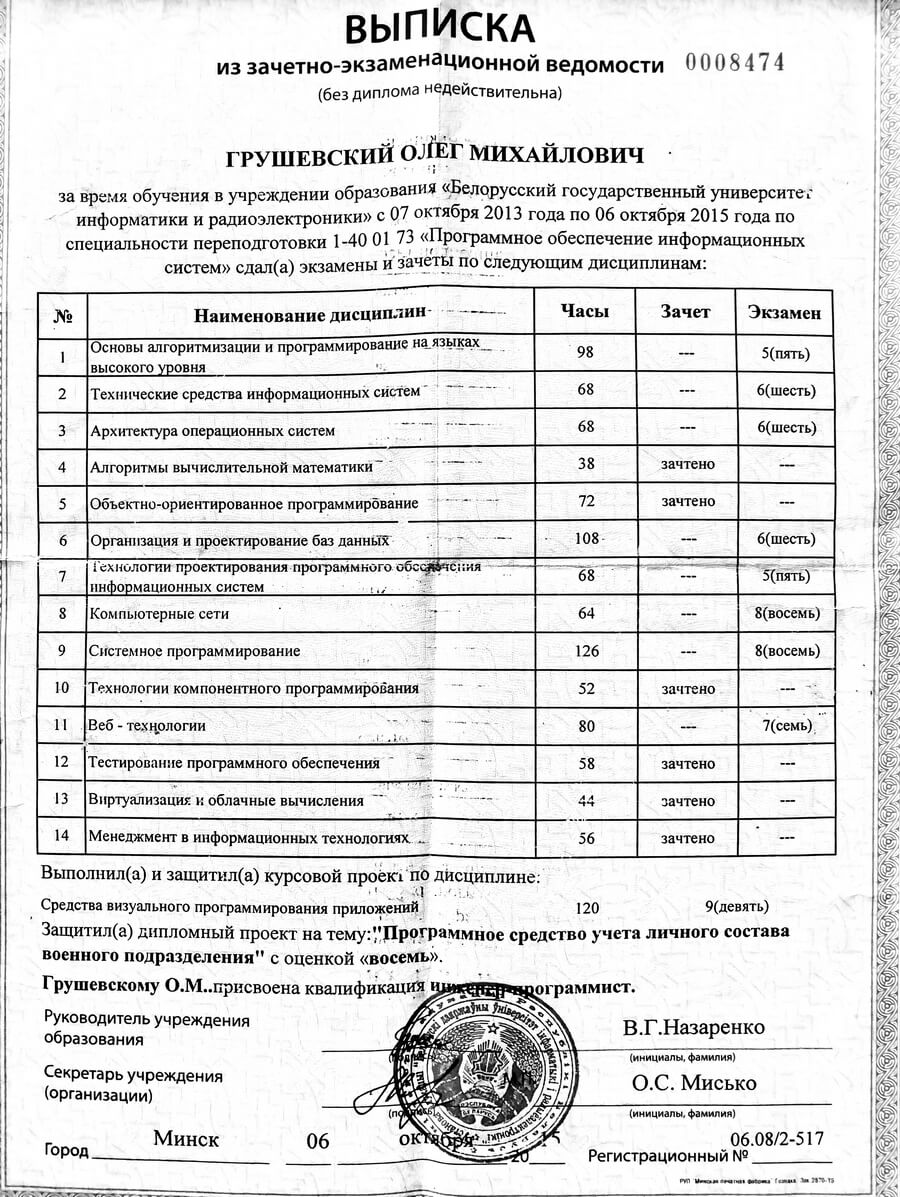 ВЫПИСКА
из зачетно-экзаменационной ведомости 0008474
(без диплома недействительна)
ГРУШЕВСКИЙ ОЛЕГ МИХАЙЛОВИЧ
за время обучения в учреждении образования «Белорусский государственный университет
информатики и радиоэлектроники» с 07 октября 2013 года по 06 октября 2015 года по
специальности переподготовки 1-40 01 73 «Программное обеспечение информационных
систем» сдал(а) экзамены и зачеты по следующим дисциплинам:
№ Наименование дисциплин Часы Зачет Экзамен
1 Основы алгоритмизации и программирование на языках
высокого уровня 98 --- 5(пять)
2 Технические средства информационных систем 68 --- 6(шесть)
3 Архитектура операционных систем 68 --- 6(шесть)
4 Алгоритмы вычислительной математики 38 зачтено ---
5 Объектно-ориентированное программирование 72 зачтено ---
6 Организация и проектирование баз данных 108 --- 6(шесть)
7 Технологии проектирования программного обеспечения
информационных систем 68 --- 5(пять)
8 Компьютерные сети 64 --- 8(восемь)
9 Системное программирование 126 --- 8(восемь)
10 Технологии компонентного программирования 52 зачтено ---
11 Веб - технологии 80 --- 7(семь)
12 Тестирование программного обеспечения 58 зачтено ---
13 Виртуализация и облачные вычисления 44 зачтено ---
14 Менеджмент в информационных технологиях 56 зачтено ---
Выполнил(а) и защитил(а) курсовой проект по дисциплине:
Средства визуального программирования приложений 120 9(девять)
Защитил(а) дипломный проект на тему:"Программное средство учета личного состава
военного подразделения" с оценкой «восемь».
Грушевскому О.М..присвоена квалификация инженер-программист.
Руководитель учреждения
образования В.Г.Назаренко
(инициалы, фамилия)
Секретарь учреждения
(организации) О.С. Мисько
(подпись) (инициалы, фамилия)
Город Минск 06 октября 2015
Регистрационный № 06.08/2-517
РУП "Минская печатная фабрика" Гознака. Зак. 2870-15